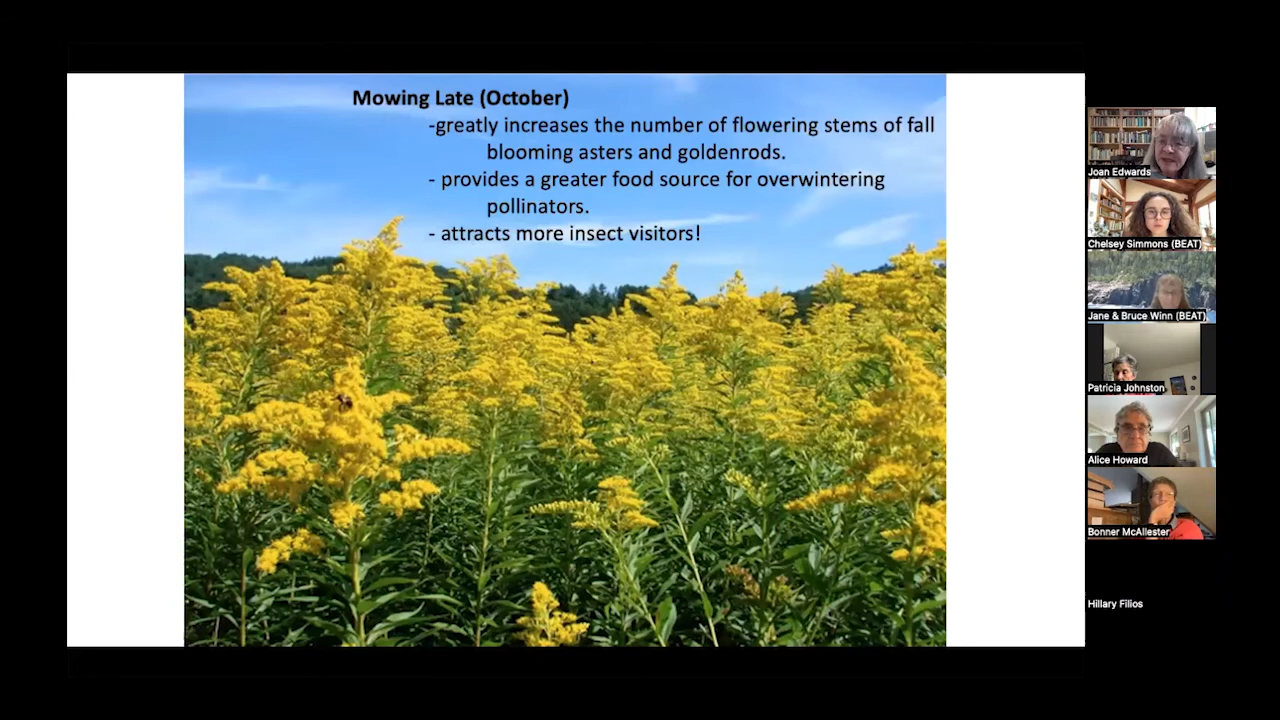 Mowing Late (October)
-greatly increases the number of flowering stems of fall
blooming asters and goldenrods.
- provides a greater food source for overwintering
pollinators.
- attracts more insect visitors!
Joan Edwards
Chelsey Simmons (BEAT)
Jane & Bruce Winn (BEAT)
Patricia Johnston
Alice Howard
Bonner McAllester
Hillary Filios